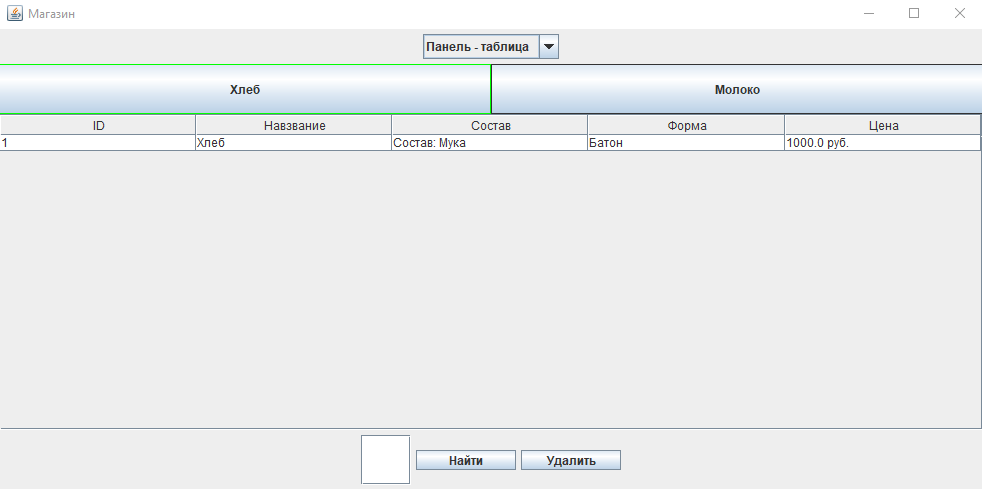 Магазин
Панель - таблица
Хлеб Молоко
ID Навзвание Состав Форма Цена
1 Хлеб Состав: Мука Батон 1000.0 руб.
Найти Удалить